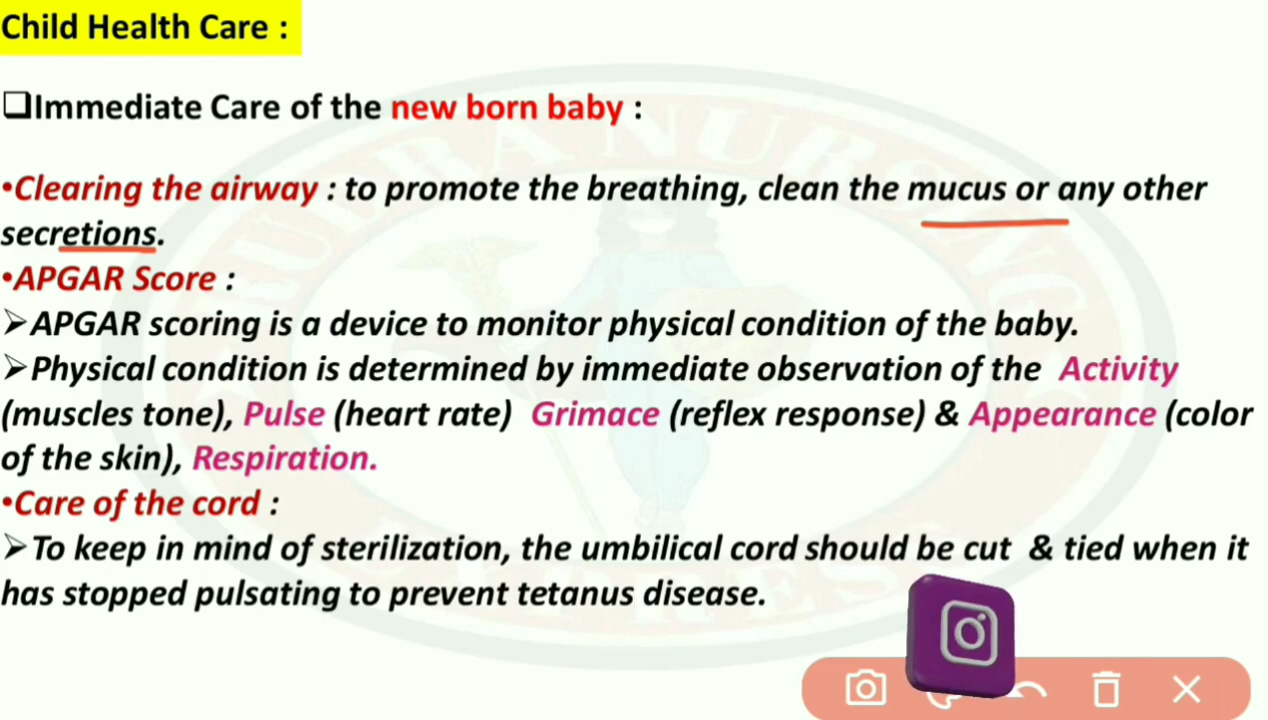 Child Health Care :
❑Immediate Care of the new born baby :
•Clearing the airway : to promote the breathing, clean the mucus or any other
secretions.
•APGAR Score :
➢APGAR scoring is a device to monitor physical condition of the baby.
➢Physical condition is determined by immediate observation of the Activity
(muscles tone), Pulse (heart rate) Grimace (reflex response) & Appearance (color
of the skin), Respiration.
•Care of the cord :
➢To keep in mind of sterilization, the umbilical cord should be cut & tied when it
has stopped pulsating to prevent tetanus disease.